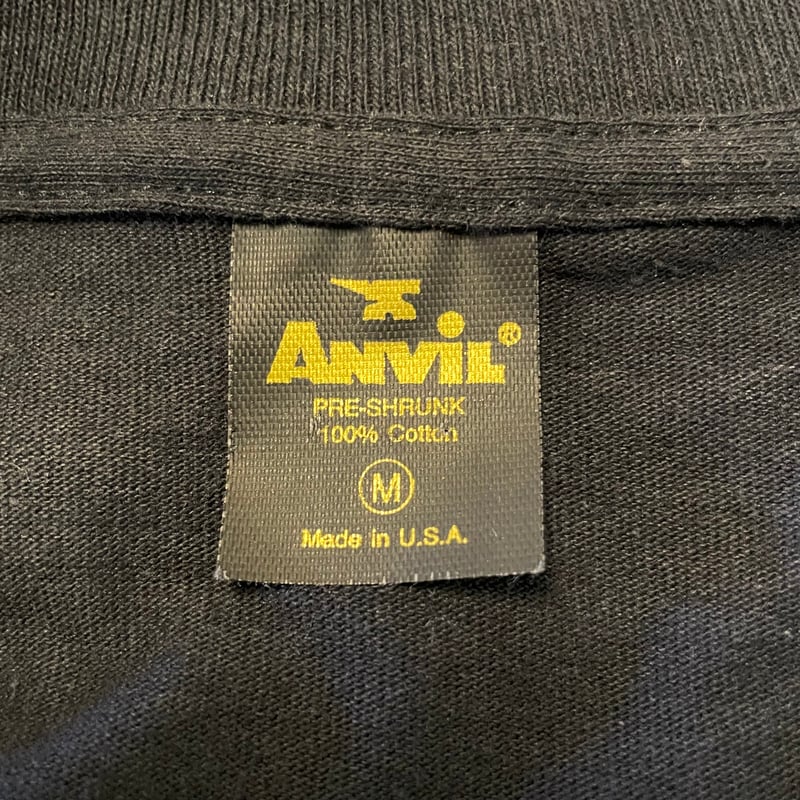 ANViL®
PRE-SHRUNK
100% Cotton
M
Made in U.S.A.